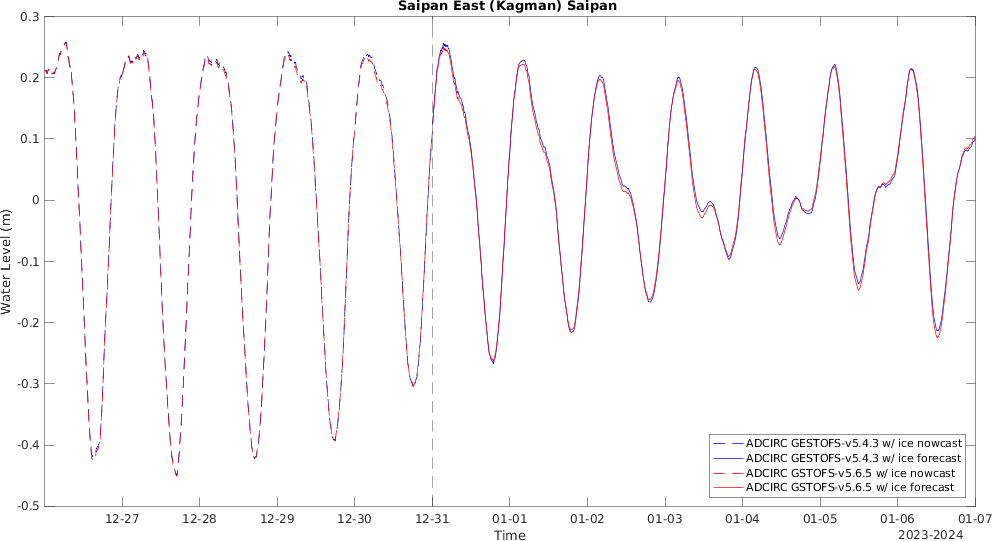 Saipan East (Kagman) Saipan
0.3
0.2
0.1
0
-0.1
-0.2
-0.3
-0.4
-0.5
Water Level (m)
ADCIRC GESTOFS-v5.4.3 w/ ice nowcast
ADCIRC GESTOFS-v5.4.3 w/ ice forecast
ADCIRC GSTOFS-v5.6.5 w/ ice nowcast
ADCIRC GSTOFS-v5.6.5 w/ ice forecast
12-27 12-28 12-29 12-30 12-31 01-01 01-02 01-03 01-04 01-05 01-06 01-07
Time
2023-2024